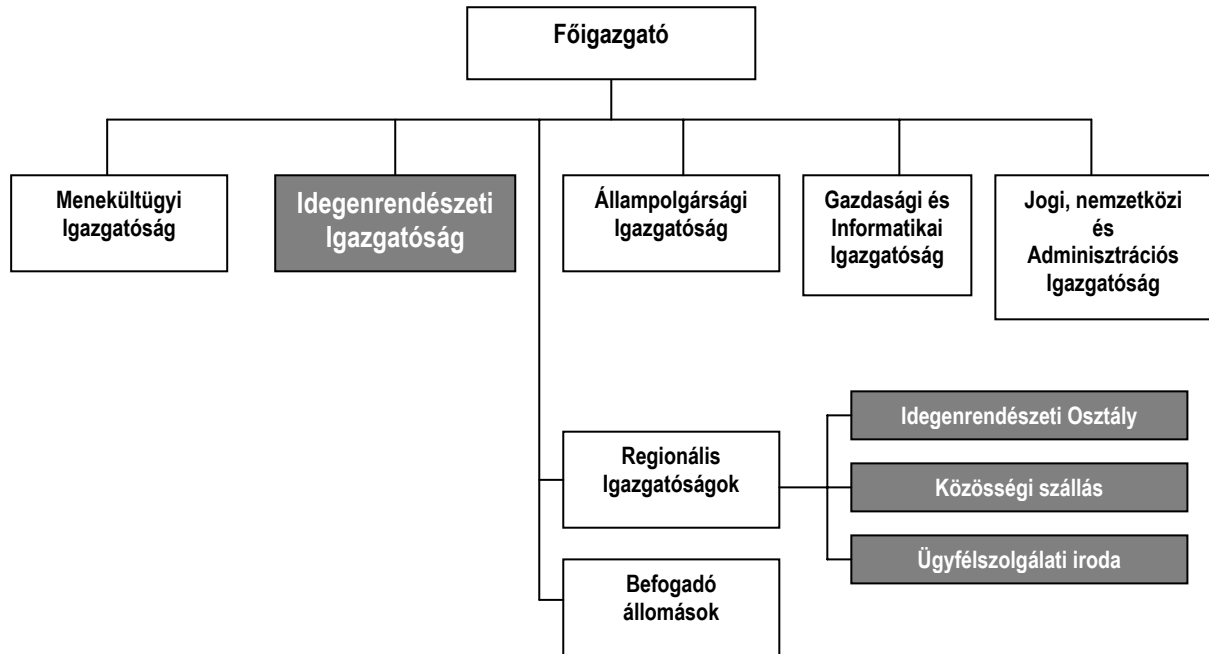 Főigazgató
Menekültügyi
Igazgatóság
Idegenrendészeti
Igazgatóság
Állampolgársági
Igazgatóság
Gazdasági és
Informatikai
Igazgatóság
Jogi, nemzetközi
és
Adminisztrációs
Igazgatóság
Regionális
Igazgatóságok
Idegenrendészeti Osztály
Közösségi szállás
Ügyfélszolgálati iroda
Befogadó
állomások